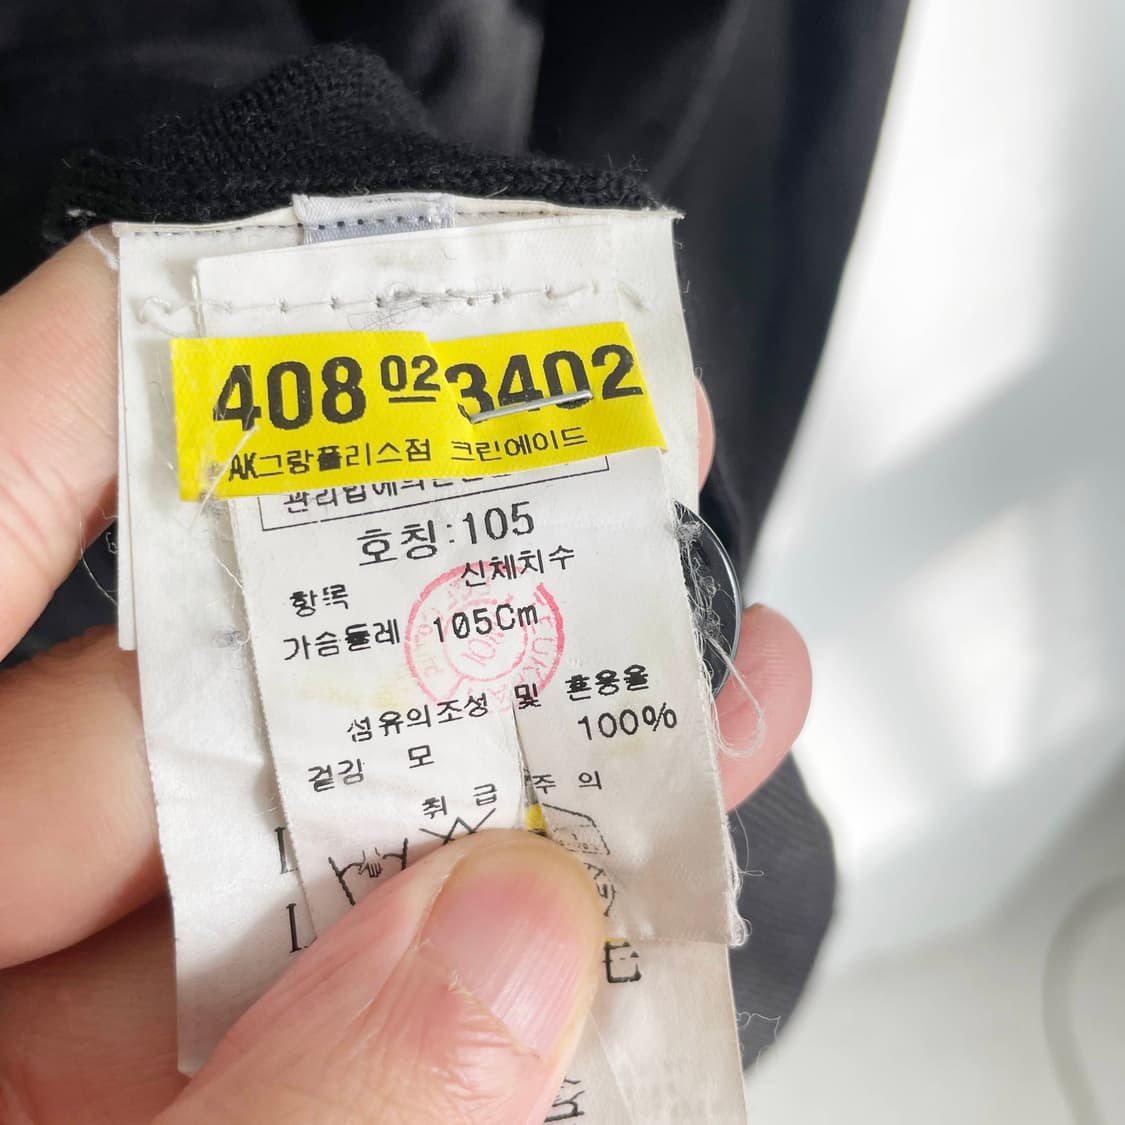 408 02 3402
AK그랑플리스점 크린에이드
호칭:105
신체치수
항목
가슴둘레 105Cm
섬유의조성 및 혼용율
100%
겉감 모
취급 주의
E